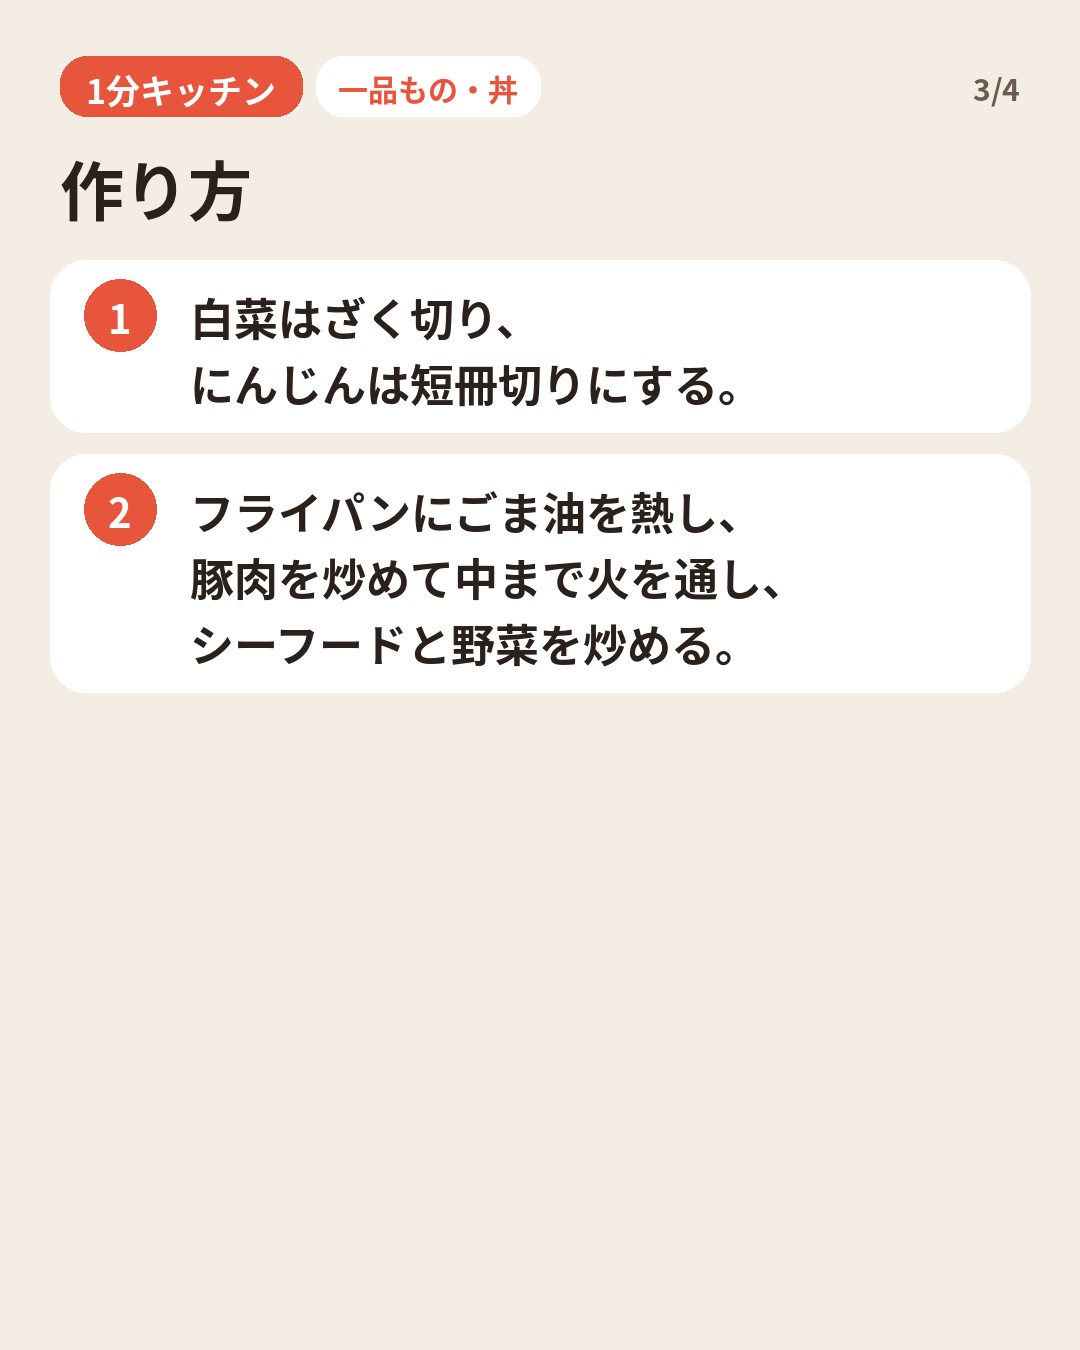 1分キッチン
一品もの・丼
3/4
作り方
1
白菜はざく切り、
にんじんは短冊切りにする。
2
フライパンにごま油を熱し、
豚肉を炒めて中まで火を通し、
シーフードと野菜を炒める。